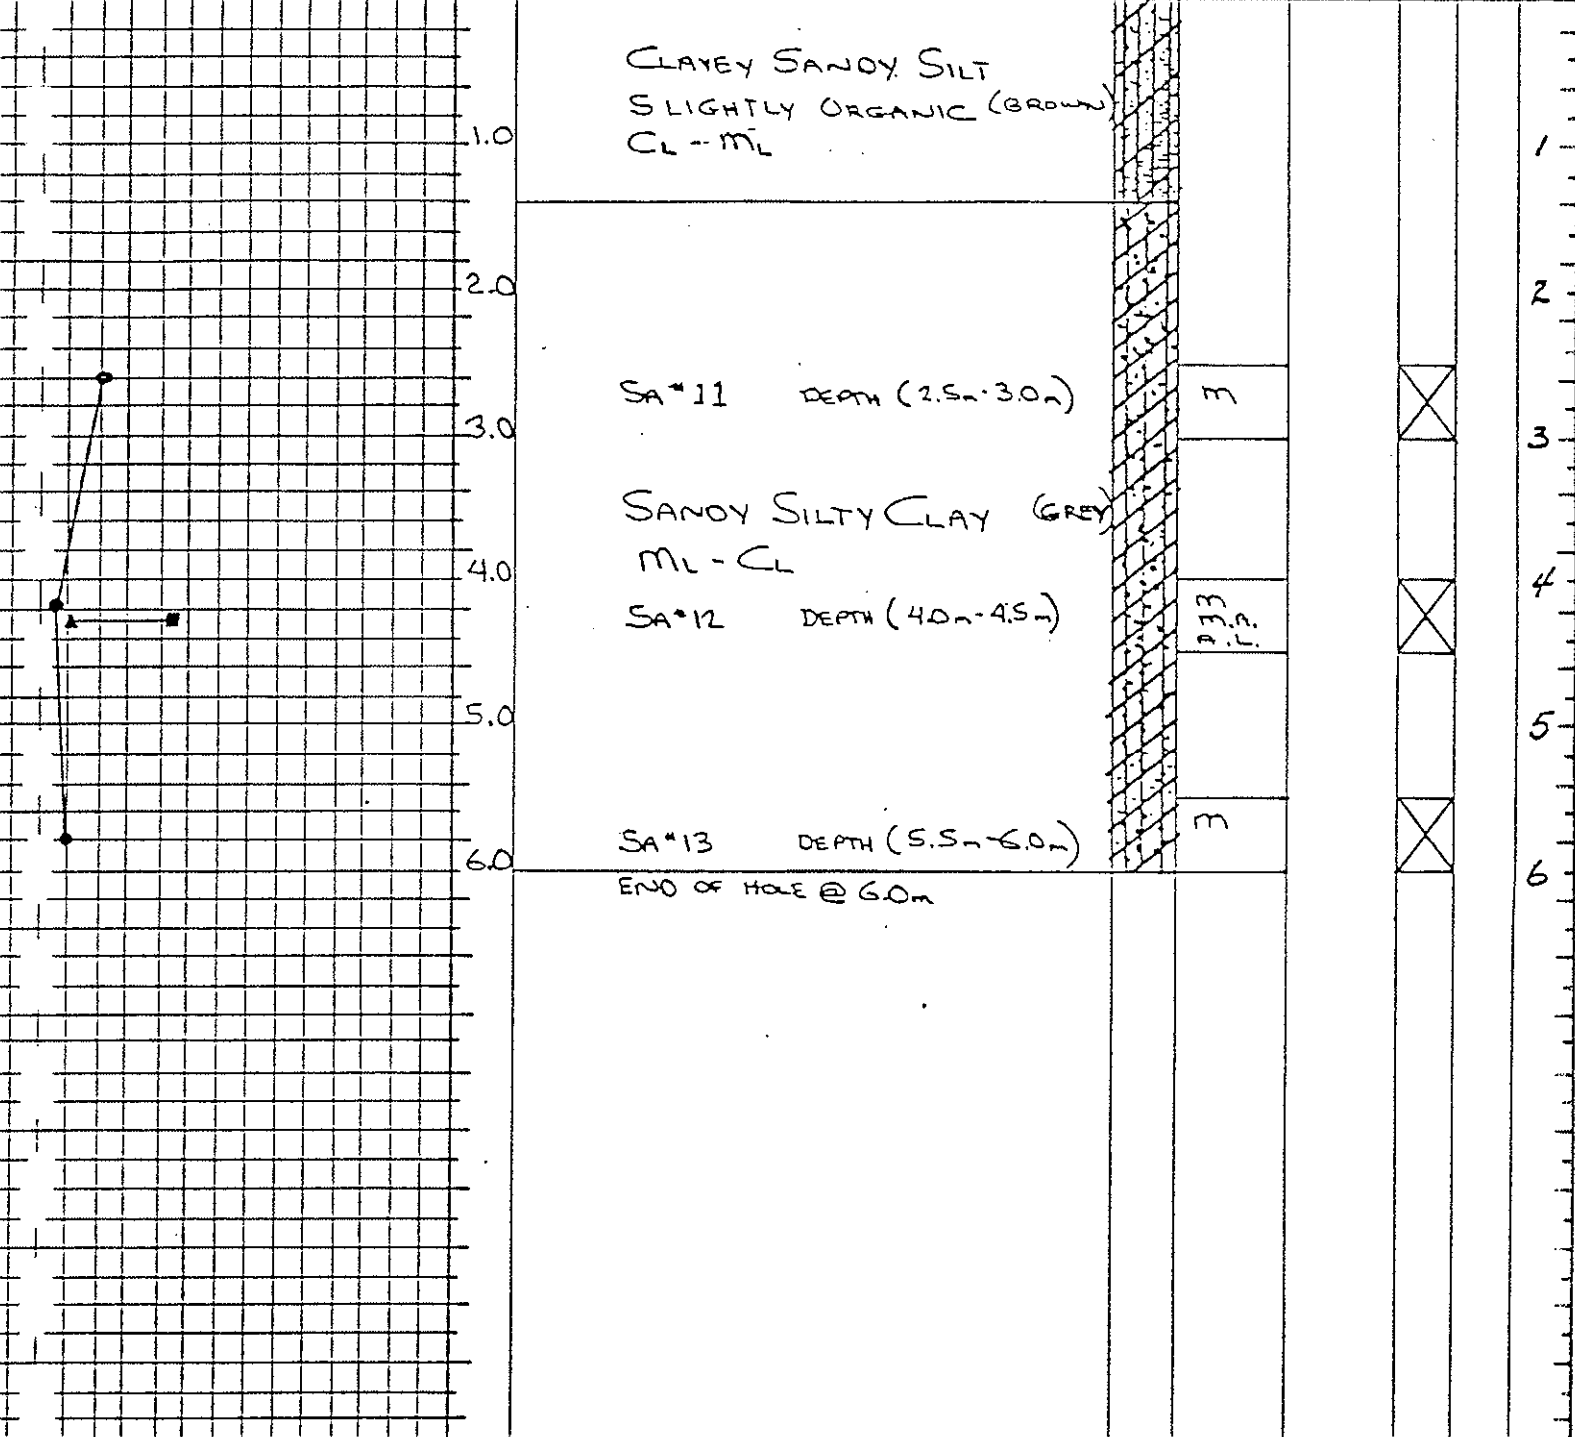 CLAYEY SANDY SILT
SLIGHTLY ORGANIC (BROWN)
CL - ML
1.0
1
2.0
2
SA#11 DEPTH (2.5m-3.0m)
m
3.0
3
SANDY SILTY CLAY (GREY)
ML - CL
4.0
4
SA#12 DEPTH (4.0m-4.5m)
m
m.A.
A.L.
5.0
5
SA#13 DEPTH (5.5m-6.0m)
m
6.0
6
END OF HOLE @ 6.0m